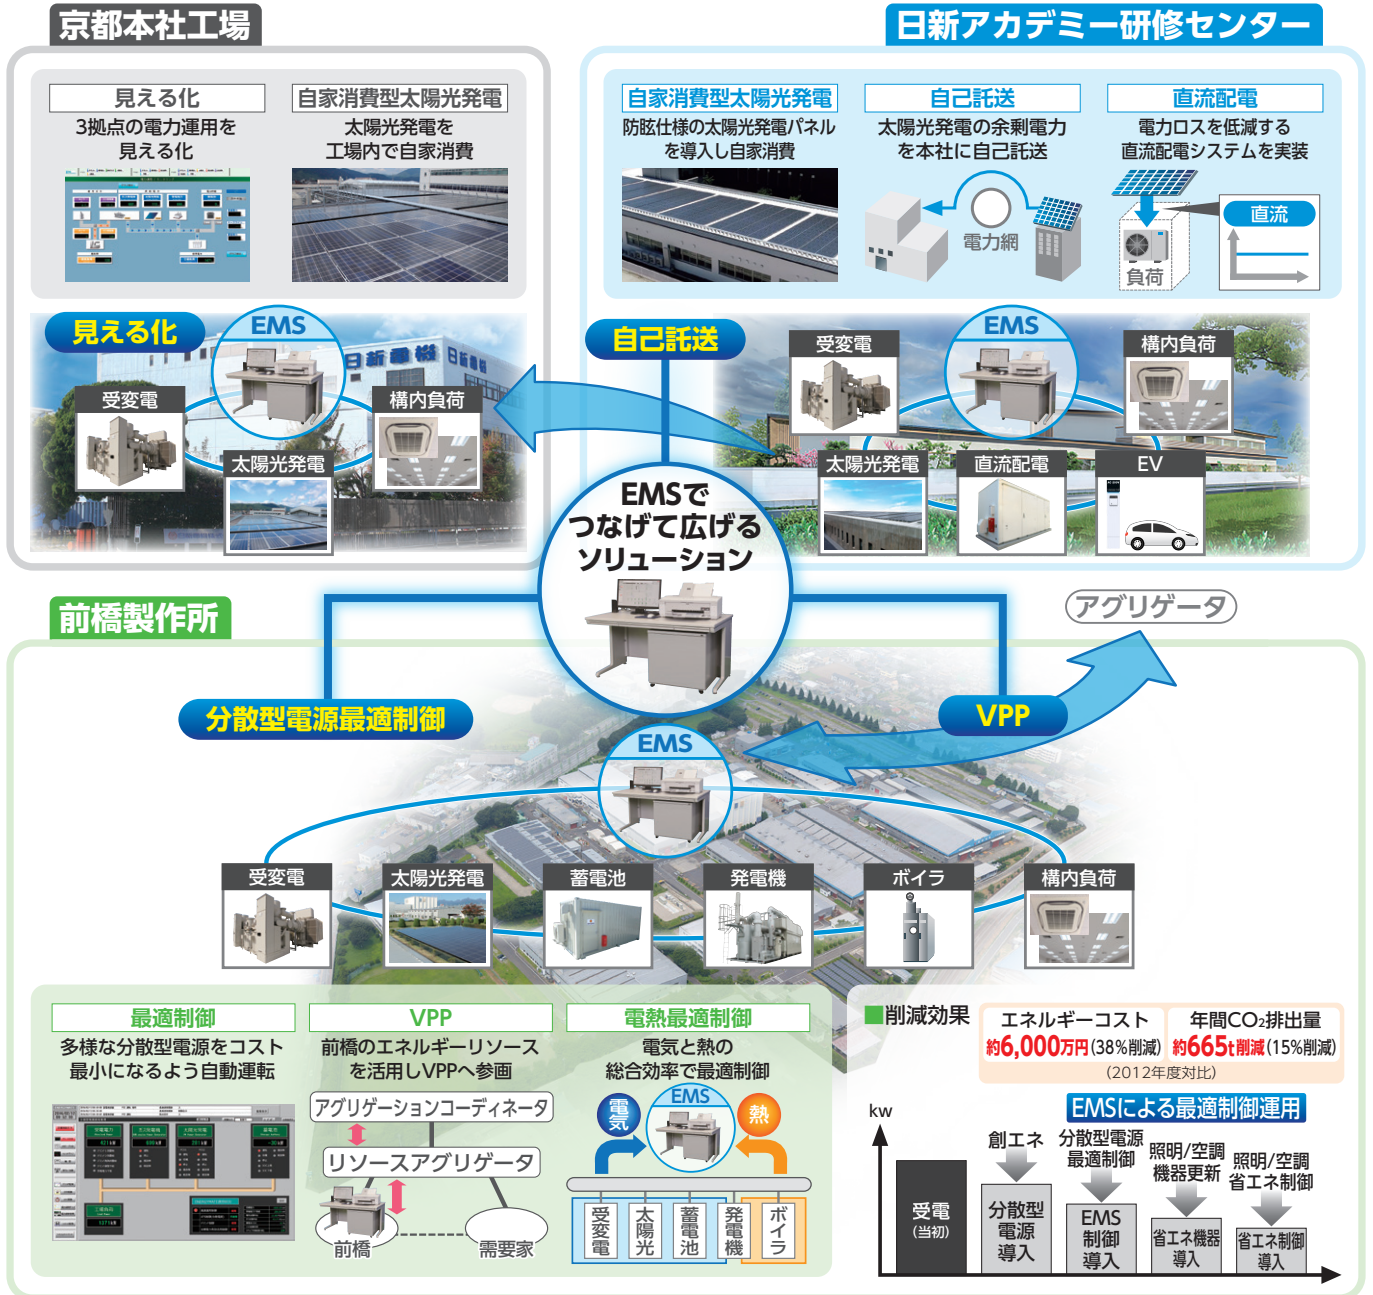 京都本社工場
見える化
3拠点の電力運用を
見える化
自家消費型太陽光発電
太陽光発電を
工場内で自家消費
見える化
EMS
日新電機
日新電機
受変電
構内負荷
太陽光発電
日新アカデミー研修センター
自家消費型太陽光発電
防眩仕様の太陽光発電パネル
を導入し自家消費
自己託送
太陽光発電の余剰電力
を本社に自己託送
電力網
直流配電
電力ロスを低減する
直流配電システムを実装
直流
負荷
自己託送
EMS
受変電
構内負荷
太陽光発電
直流配電
EV
EMSで
つなげて広げる
ソリューション
前橋製作所
アグリゲータ
分散型電源最適制御
VPP
EMS
受変電
太陽光発電
蓄電池
発電機
ボイラ
構内負荷
最適制御
多様な分散型電源をコスト
最小になるよう自動運転
VPP
前橋のエネルギーリソース
を活用しVPPへ参画
アグリゲーションコーディネータ
リソースアグリゲータ
前橋
需要家
電熱最適制御
電気と熱の
総合効率で最適制御
電気
EMS
熱
受変電
太陽光
蓄電池
発電機
ボイラ
■削減効果
エネルギーコスト
約6,000万円(38%削減)
年間CO₂排出量
約665t削減(15%削減)
(2012年度対比)
EMSによる最適制御運用
kw
受電
(当初)
創エネ
分散型
電源
導入
分散型電源
最適制御
EMS
制御
導入
照明/空調
機器更新
省エネ機器
導入
照明/空調
省エネ制御
省エネ制御
導入